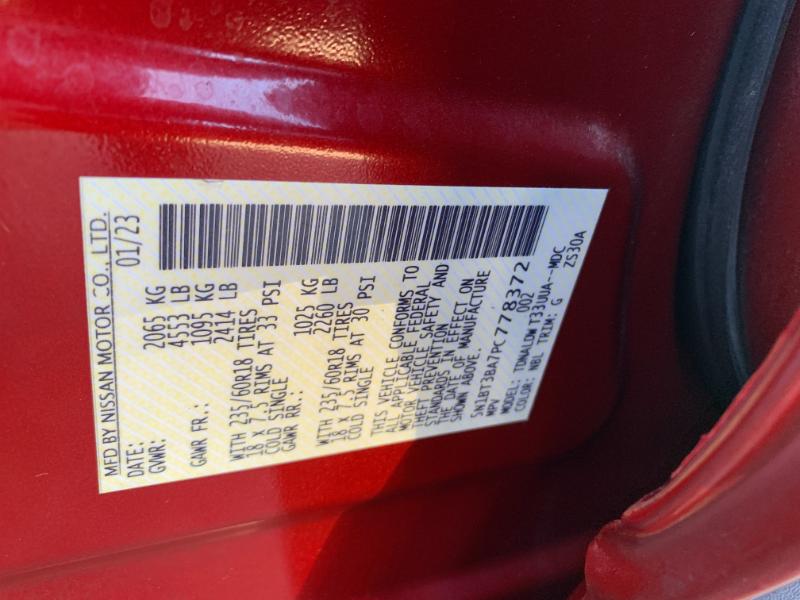 MFD BY NISSAN MOTOR CO., LTD.
DATE: 01/23
GVWR: 2065 KG
4553 LB
GAWR FR.: 1095 KG
2414 LB
WITH 235/60R18 TIRES
18 X 7.5 RIMS AT 33 PSI
COLD SINGLE
GAWR RR.: 1025 KG
2260 LB
WITH 235/60R18 TIRES
18 X 7.5 RIMS AT 30 PSI
COLD SINGLE
THIS VEHICLE CONFORMS TO
ALL APPLICABLE FEDERAL
MOTOR VEHICLE SAFETY AND
THEFT PREVENTION
STANDARDS IN EFFECT ON
THE DATE OF MANUFACTURE
SHOWN ABOVE.
5N1BT3BA7PC778372
MPV 002
MODEL: TDNALDWT33UUA--MDC
COLOR: NBL TRIM: G ZS30A